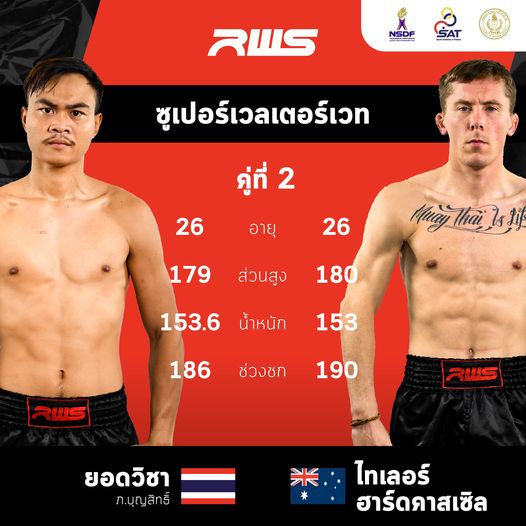 RWS
NSDF
SAT
ซูเปอร์เวลเตอร์เวท
คู่ที่ 2
26 อายุ 26
179 ส่วนสูง 180
153.6 น้ำหนัก 153
186 ช่วงชก 190
Muay Thai Is Life
RWS
RWS
ยอดวิชา
ภ.บุญสิทธิ์
ไทเลอร์
ฮาร์ดคาสเซิล